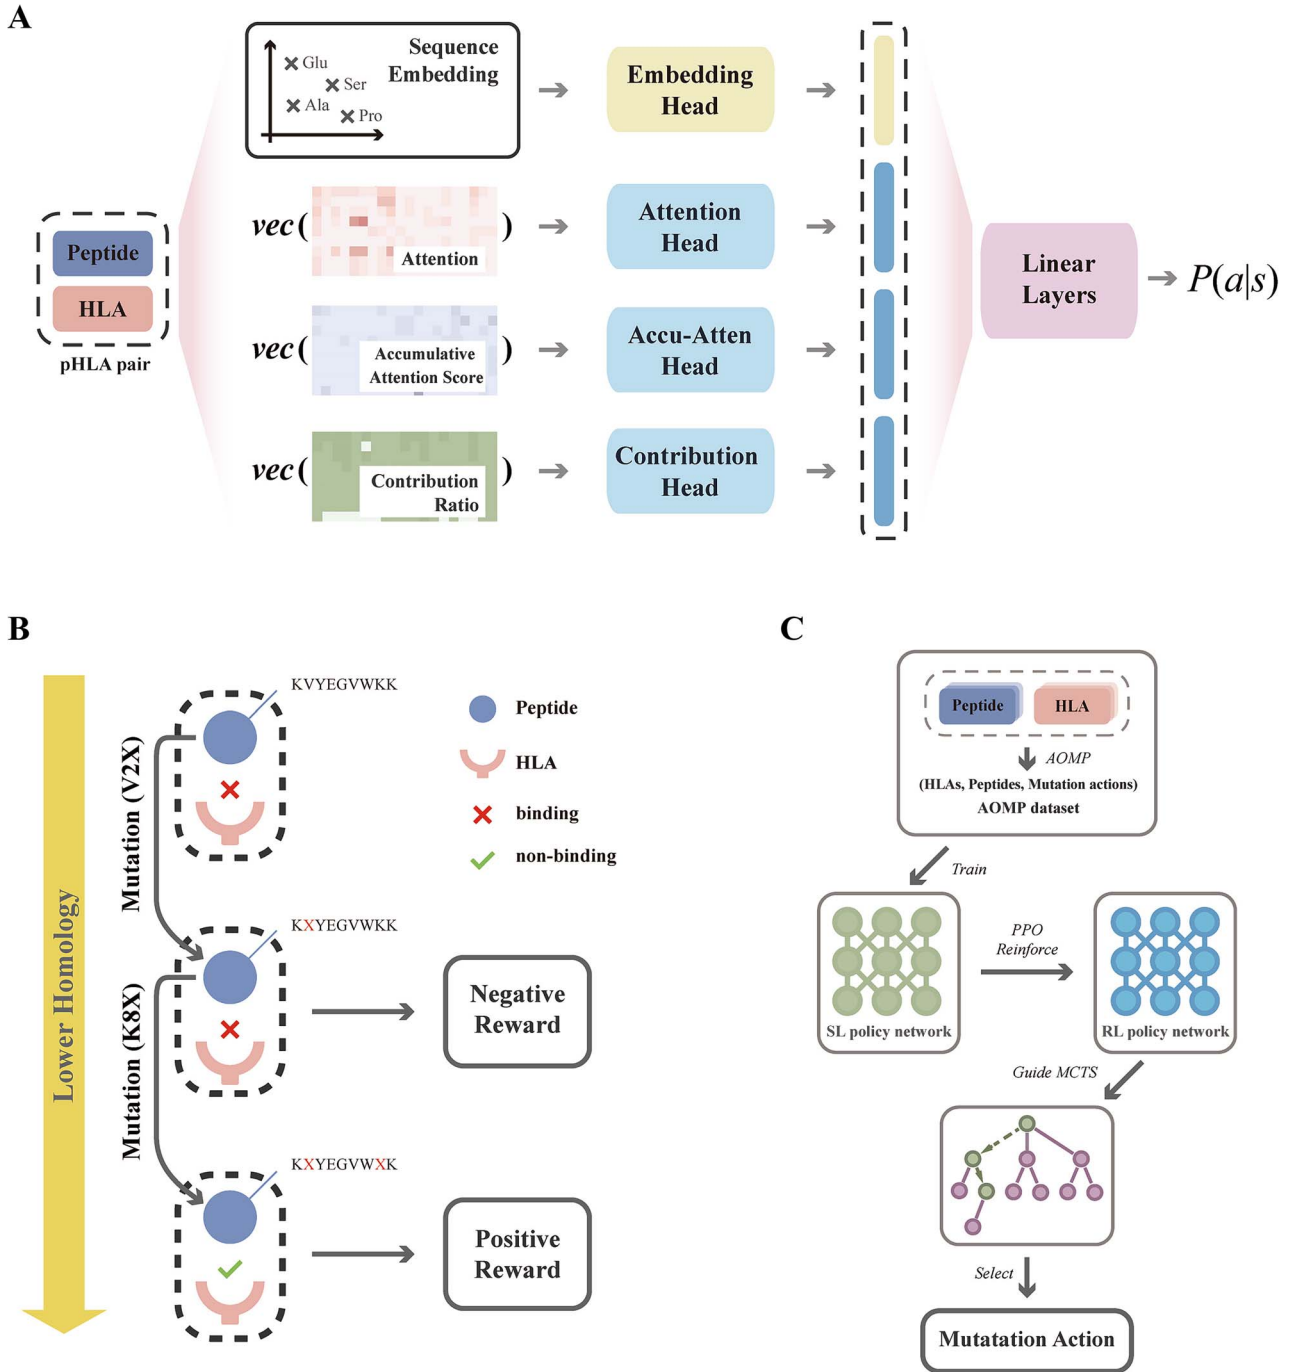 A
Sequence
Embedding
Glu
Ser
Ala
Pro
Embedding
Head
vec(
Attention
)
Attention
Head
Peptide
HLA
pHLA pair
vec(
Accumulative
Attention Score
)
Accu-Atten
Head
vec(
Contribution
Ratio
)
Contribution
Head
Linear
Layers
P(a|s)
B
Lower Homology
Mutation (V2X)
Mutation (K8X)
KVYEGVWKK
KXYEGVWKK
KXYEGVWXK
Peptide
HLA
binding
non-binding
Negative
Reward
Positive
Reward
C
Peptide
HLA
AOMP
(HLAs, Peptides, Mutation actions)
AOMP dataset
Train
SL policy network
PPO
Reinforce
RL policy network
Guide MCTS
Select
Mutatation Action